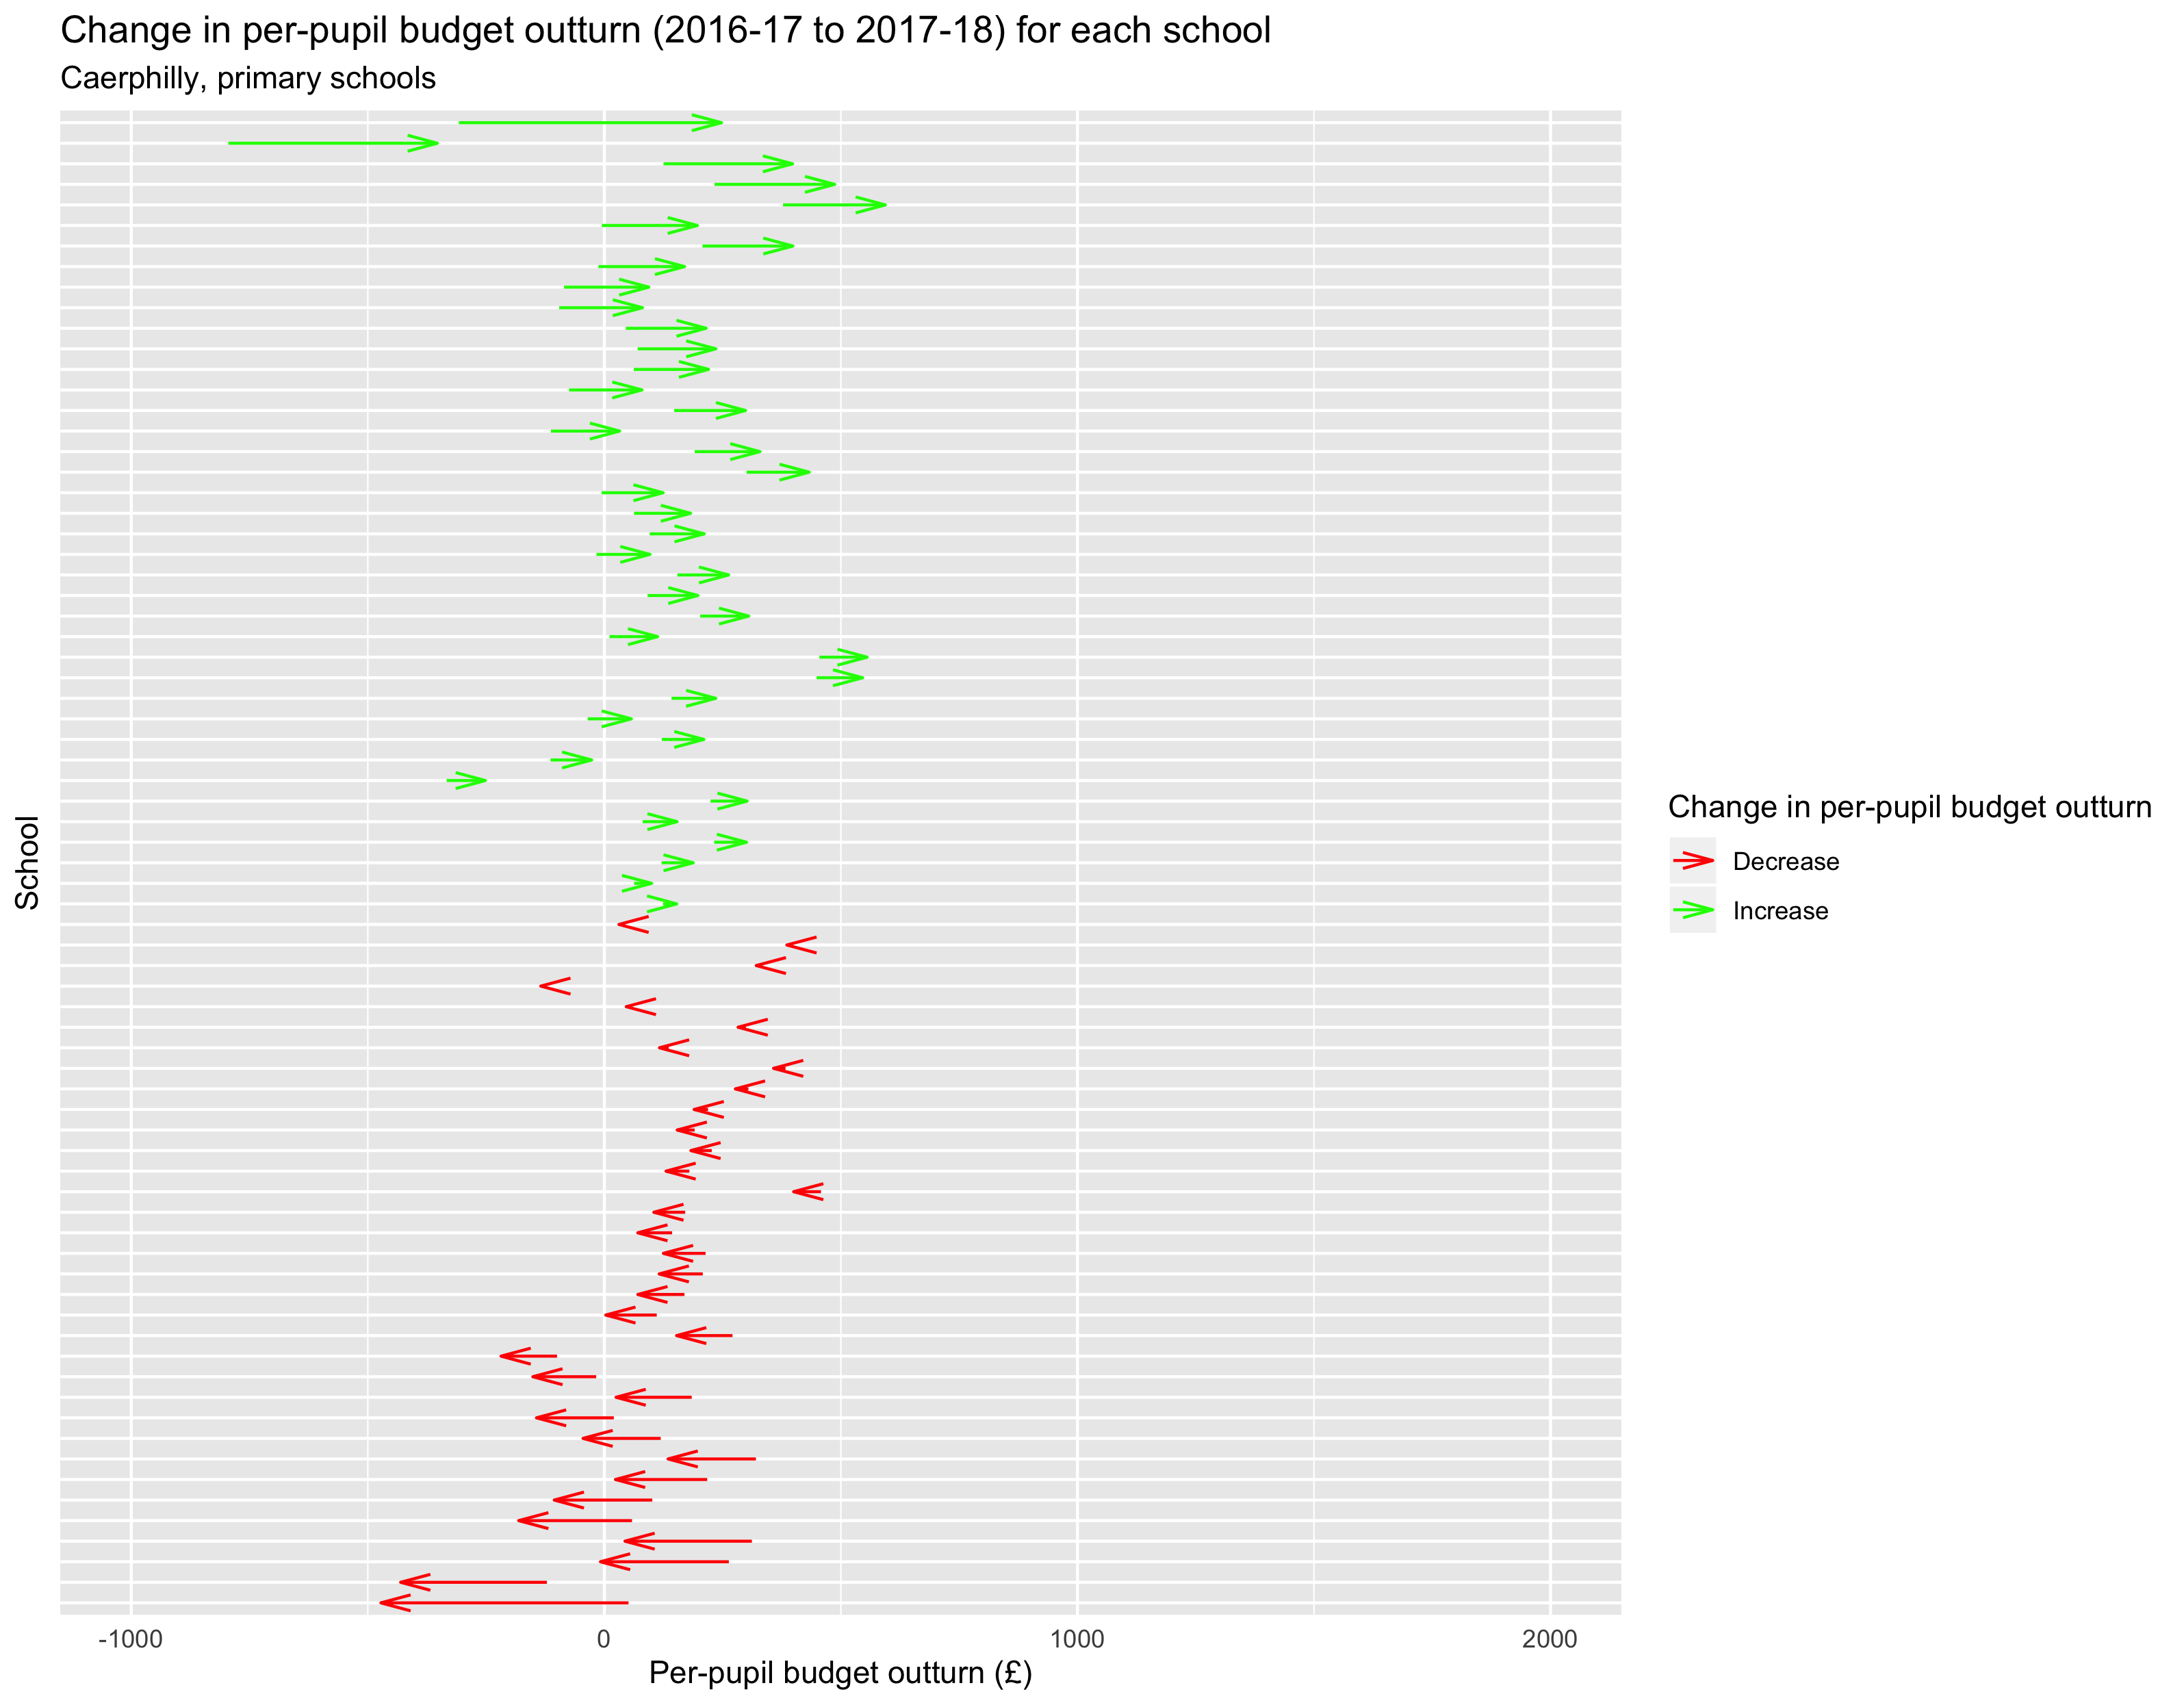 Change in per-pupil budget outturn (2016-17 to 2017-18) for each school
Caerphilly, primary schools
School
Change in per-pupil budget outturn
Decrease
Increase
-1000
0
1000
2000
Per-pupil budget outturn (£)